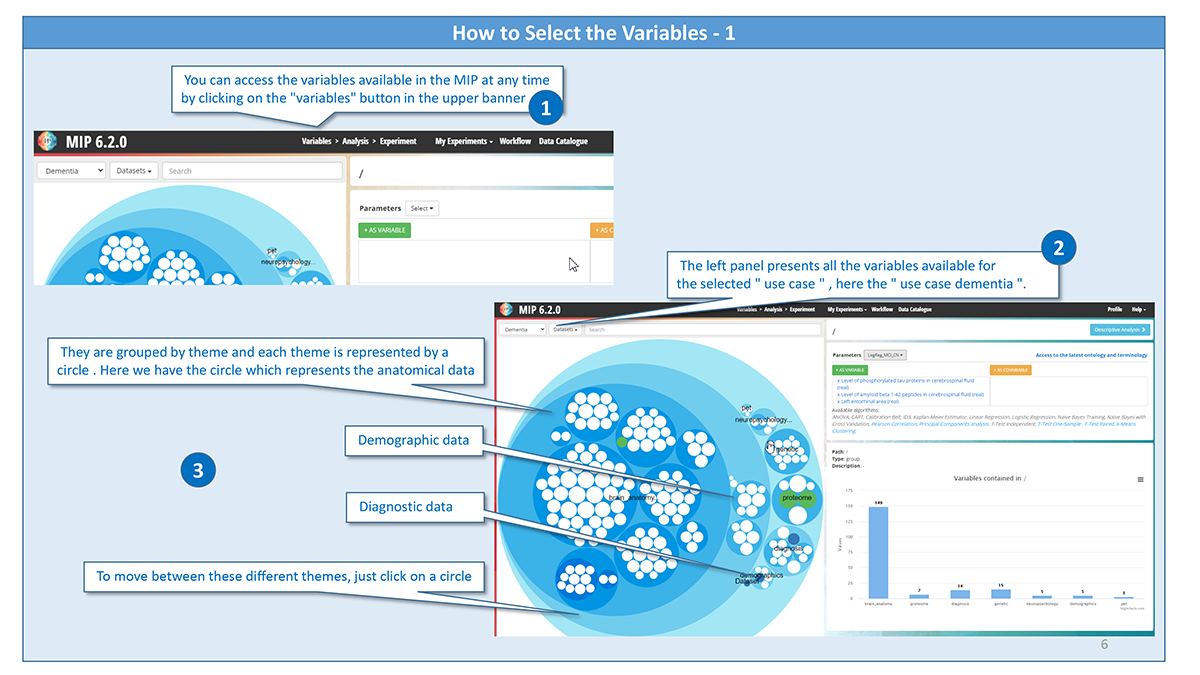 How to Select the Variables - 1
You can access the variables available in the MIP at any time
by clicking on the "variables" button in the upper banner
1
MIP 6.2.0
Variables > Analysis > Experiment
My Experiments
Workflow
Data Catalogue
Dementia
Datasets
Search
/
Parameters
Select
+ AS VARIABLE
+ AS C
pet
neuropsychology...
2
The left panel presents all the variables available for
the selected " use case " , here the " use case dementia ".
MIP 6.2.0
Variables > Analysis > Experiment
My Experiments
Workflow
Data Catalogue
Profile
Help
Dementia
Datasets
Search
/
Descriptive Analysis
They are grouped by theme and each theme is represented by a
circle . Here we have the circle which represents the anatomical data
Parameters
LogReg_MCI_EN
Access to the latest ontology and terminology
+ AS VARIABLE
+ AS COVARIABLE
x Level of phosphorylated tau proteins in cerebrospinal fluid
(real)
x Level of amyloid beta 1-42 peptides in cerebrospinal fluid (real)
x Left entorhinal area (real)
Available algorithms:
ANOVA, CART, Calibration Belt, ID3, Kaplan-Meier Estimator, Linear Regression, Logistic Regression, Naive Bayes Training, Naive Bayes with
Cross Validation, Pearson Correlation, Principal Components analysis, T-Test Independent, T-Test One-Sample , T-Test Paired, k-Means
Clustering,
pet
neuropsychology...
genetic
brain_anatomy
proteome
diagnosis
demographics
Dataset
Demographic data
3
Diagnostic data
To move between these different themes, just click on a circle
Path: /
Type: group
Description: -
Variables contained in /
Values
175
150
125
100
75
50
25
0
149
7
14
15
5
5
3
brain_anatomy
proteome
diagnosis
genetic
neuropsychology
demographics
pet
Highcharts.com
6